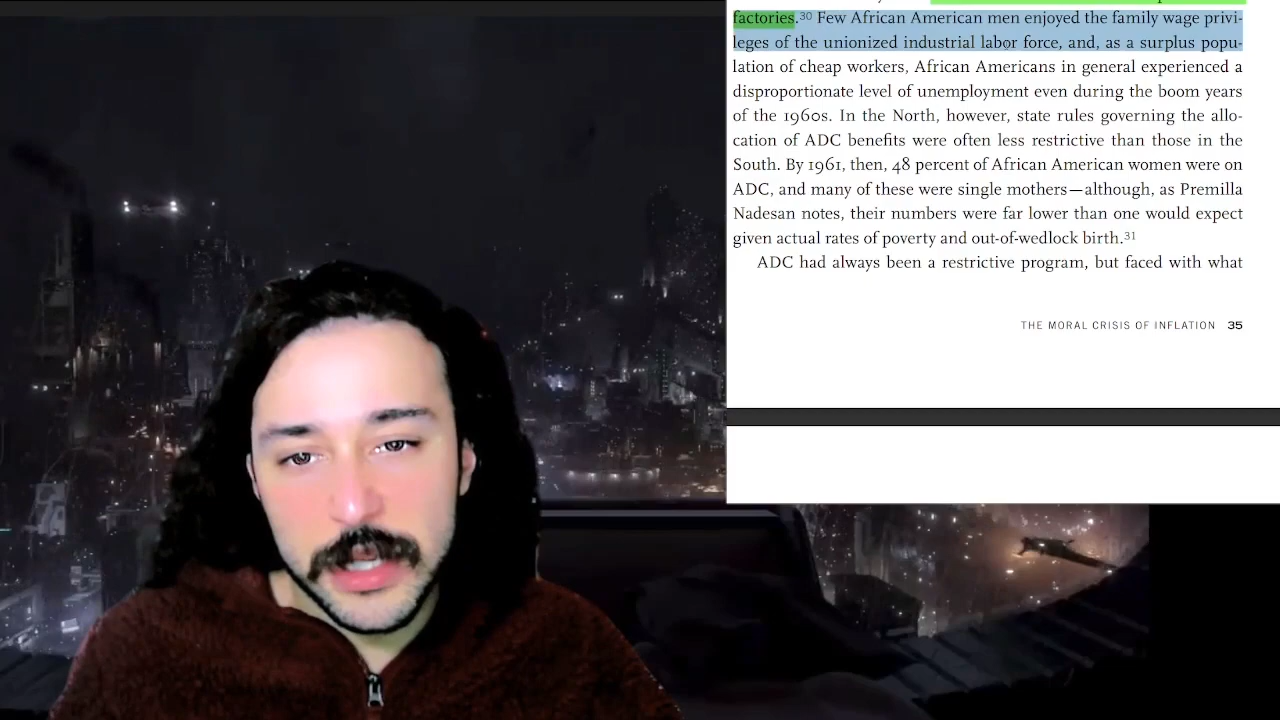 factories.30 Few African American men enjoyed the family wage privi-
leges of the unionized industrial labor force, and, as a surplus popu-
lation of cheap workers, African Americans in general experienced a
disproportionate level of unemployment even during the boom years
of the 1960s. In the North, however, state rules governing the allo-
cation of ADC benefits were often less restrictive than those in the
South. By 1961, then, 48 percent of African American women were on
ADC, and many of these were single mothers—although, as Premilla
Nadesan notes, their numbers were far lower than one would expect
given actual rates of poverty and out-of-wedlock birth.31
ADC had always been a restrictive program, but faced with what
THE MORAL CRISIS OF INFLATION 35